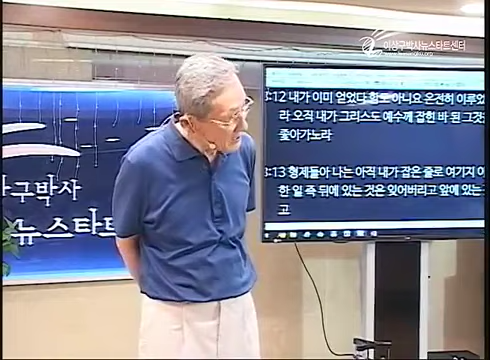 이상구박사뉴스타트센터
:12 내가 이미 얻었다 함도 아니요 온전히 이루었
라 오직 내가 그리스도 예수께 잡힌 바 된 그것
좇아가노라
:13 형제들아 나는 아직 내가 잡은 줄로 여기지 아
한 일 즉 뒤에 있는 것은 잊어버리고 앞에 있는
고
구박사
뉴스타트